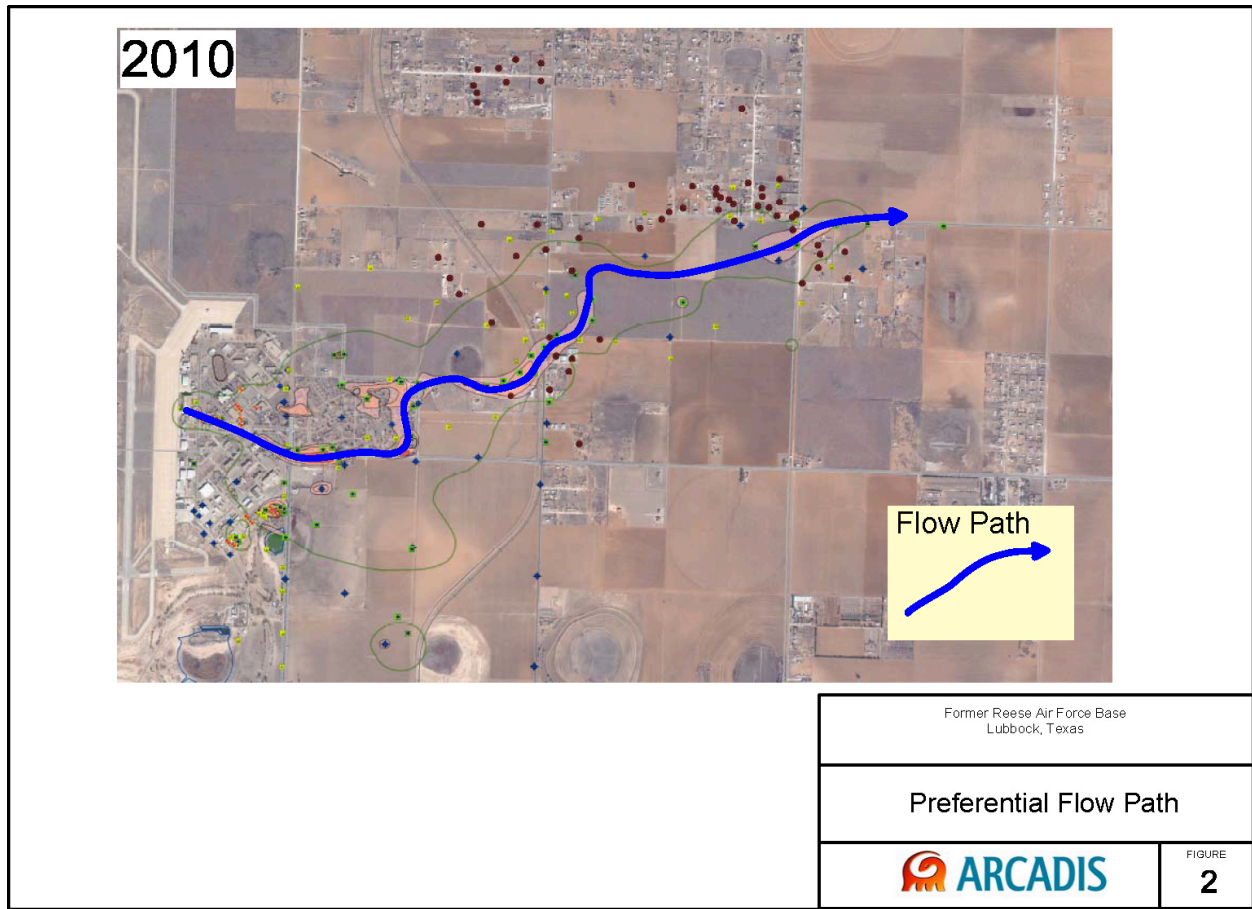 2010
Flow Path
Former Reese Air Force Base
Lubbock, Texas
Preferential Flow Path
ARCADIS
FIGURE
2